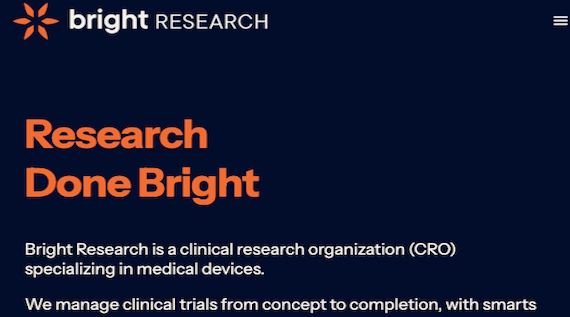 bright RESEARCH
Research
Done Bright
Bright Research is a clinical research organization (CRO)
specializing in medical devices.
We manage clinical trials from concept to completion, with smarts